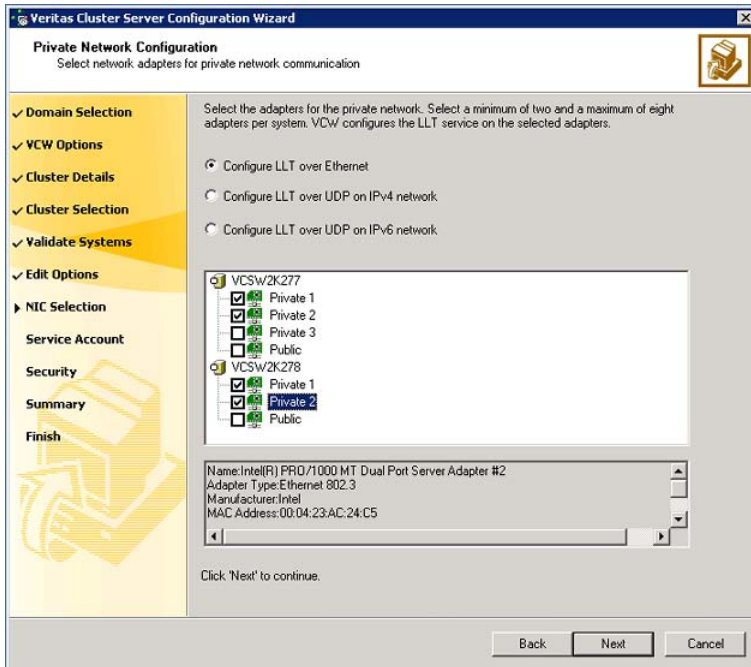 Veritas Cluster Server Configuration Wizard
Private Network Configuration
Select network adapters for private network communication
Domain Selection
VCW Options
Cluster Details
Cluster Selection
Validate Systems
Edit Options
NIC Selection
Service Account
Security
Summary
Finish
Select the adapters for the private network. Select a minimum of two and a maximum of eight
adapters per system. VCW configures the LLT service on the selected adapters.
Configure LLT over Ethernet
Configure LLT over UDP on IPv4 network
Configure LLT over UDP on IPv6 network
VCSW2K277
Private 1
Private 2
Private 3
Public
VCSW2K278
Private 1
Private 2
Public
Name:Intel(R) PRO/1000 MT Dual Port Server Adapter #2
Adapter Type:Ethernet 802.3
Manufacturer:Intel
MAC Address:00:04:23:AC:24:C5
Click 'Next' to continue.
Back
Next
Cancel